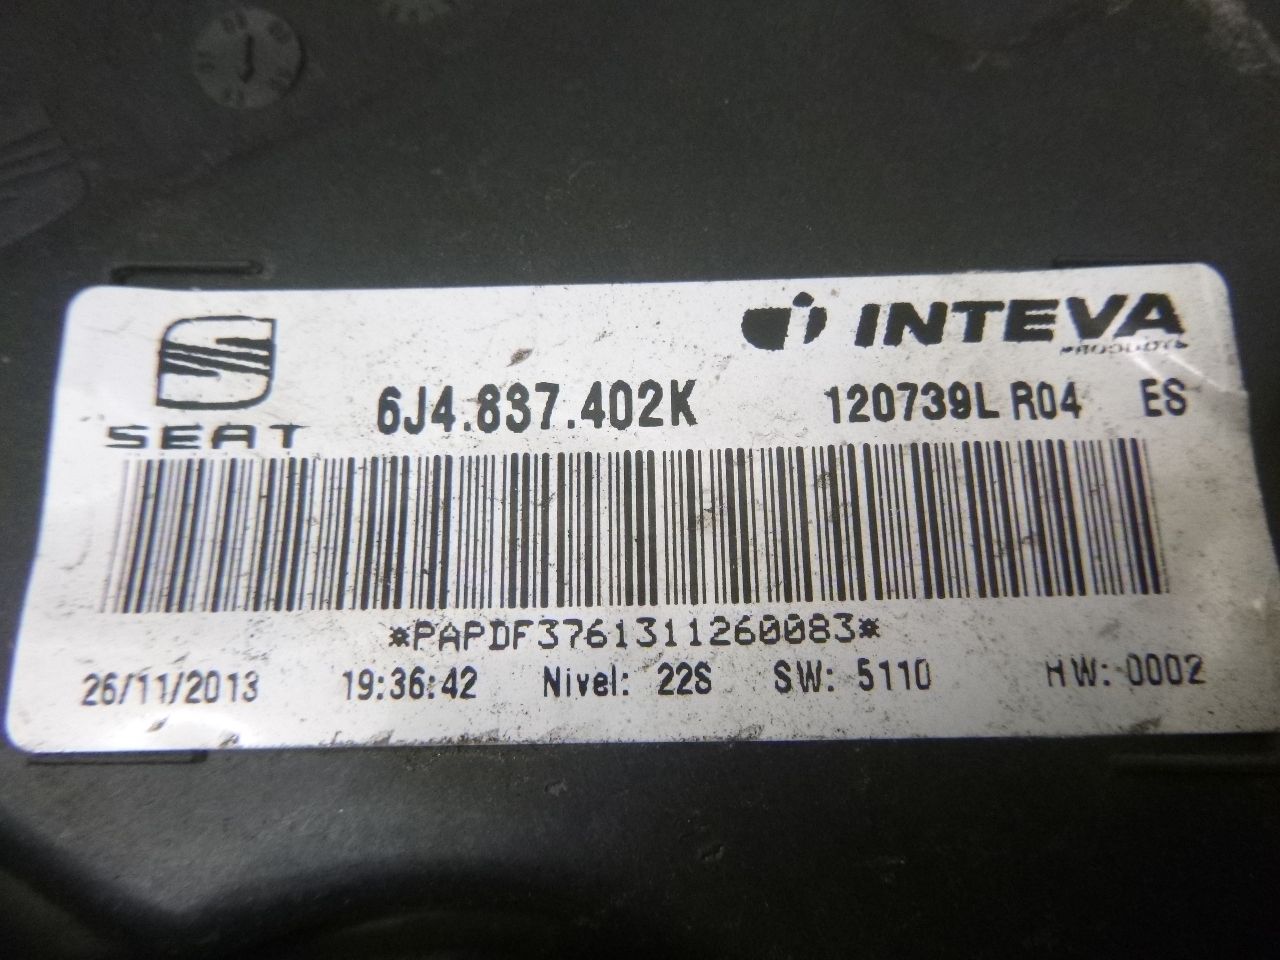 SEAT
INTEVA
PRODUCTS
6J4.837.402K
120739L R04 ES
*PAPDF3761311260083*
26/11/2013 19:36:42 Nivel: 22S SW: 5110 HW: 0002